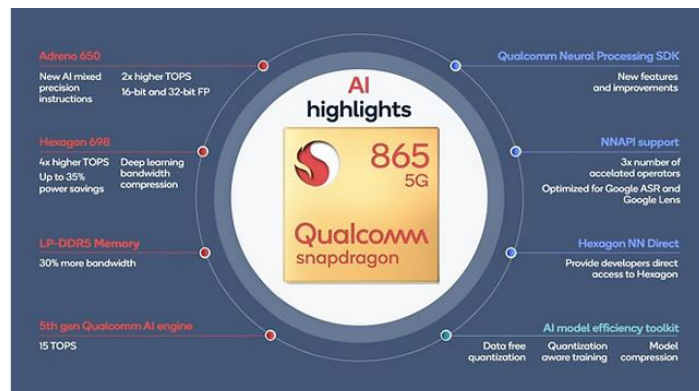 AI
highlights
865
5G
Qualcomm
snapdragon
Adreno 650
New AI mixed
precision
instructions
2x higher TOPS
16-bit and 32-bit FP
Hexagon 698
4x higher TOPS
Up to 35%
power savings
Deep learning
bandwidth
compression
LP-DDR5 Memory
30% more bandwidth
5th gen Qualcomm AI engine
15 TOPS
Qualcomm Neural Processing SDK
New features
and improvements
NNAPI support
3x number of
accelated operators
Optimized for Google ASR and
Google Lens
Hexagon NN Direct
Provide developers direct
access to Hexagon
AI model efficiency toolkit
Data free
quantization
Quantization
aware training
Model
compression